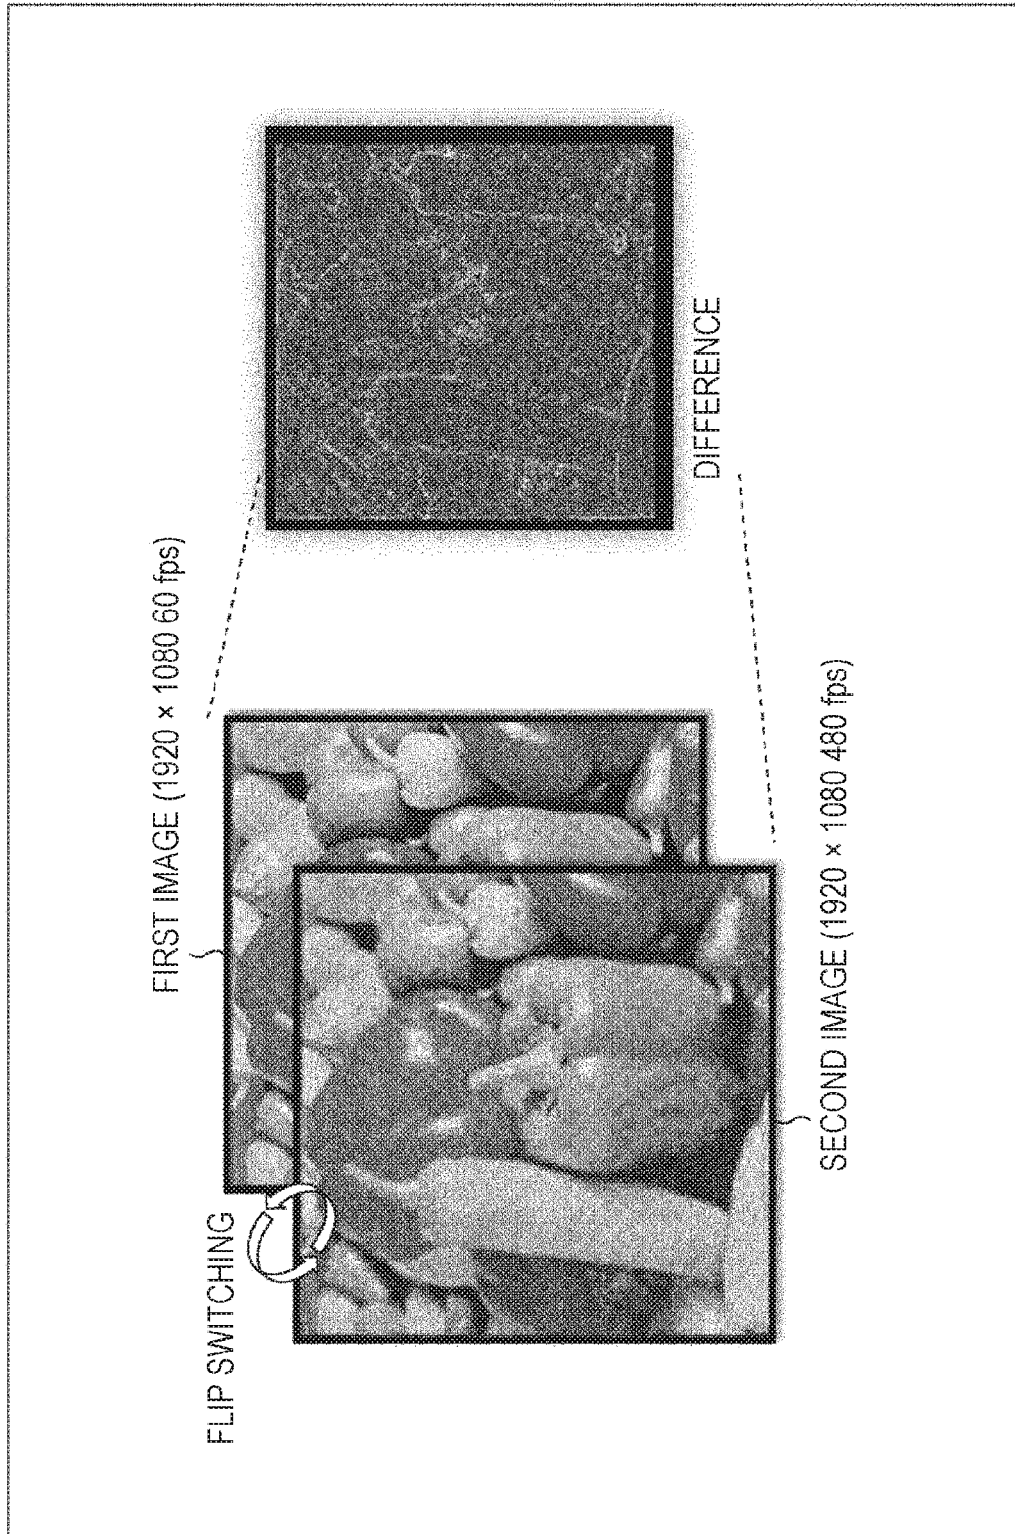 FLIP SWITCHING
FIRST IMAGE (1920 × 1080 60 fps)
SECOND IMAGE (1920 × 1080 480 fps)
DIFFERENCE